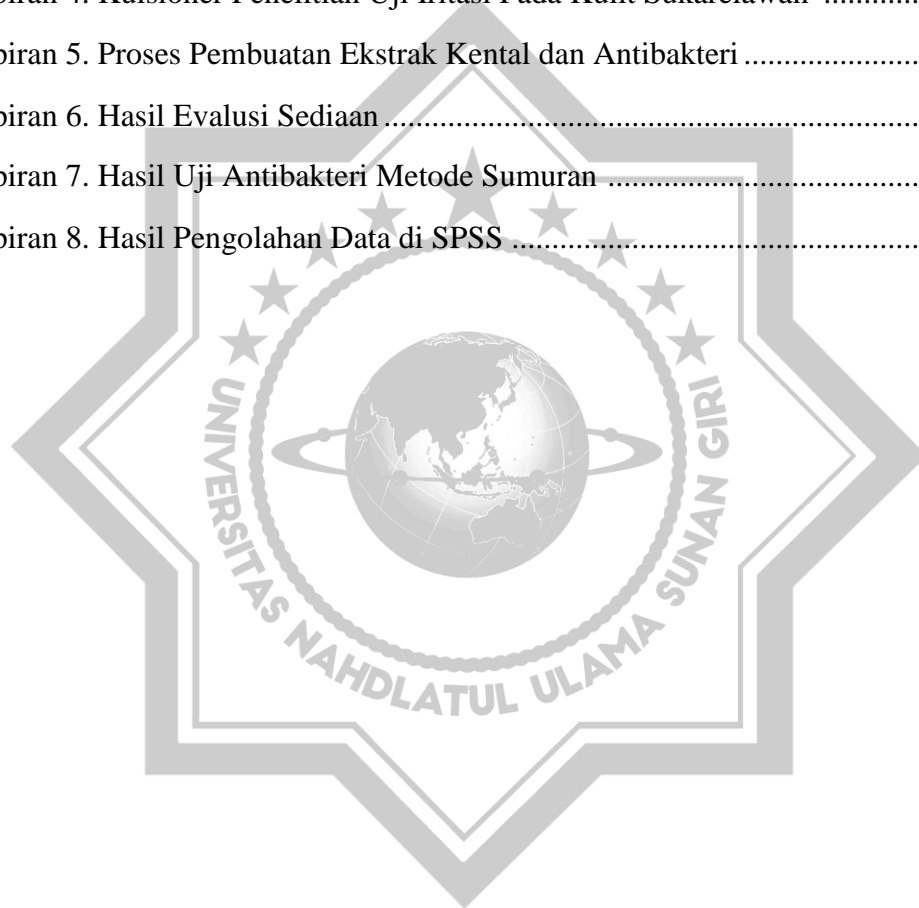 piran 4. Kuisioner Penelitian Uji Iritasi Pada Kulit Sukarelawan ...........
piran 5. Proses Pembuatan Ekstrak Kental dan Antibakteri .......................
piran 6. Hasil Evalusi Sediaan .....................................................................
piran 7. Hasil Uji Antibakteri Metode Sumuran ........................................
piran 8. Hasil Pengolahan Data di SPSS .....................................................
UNIVERSITAS NAHDLATUL ULAMA SUNAN GIRI